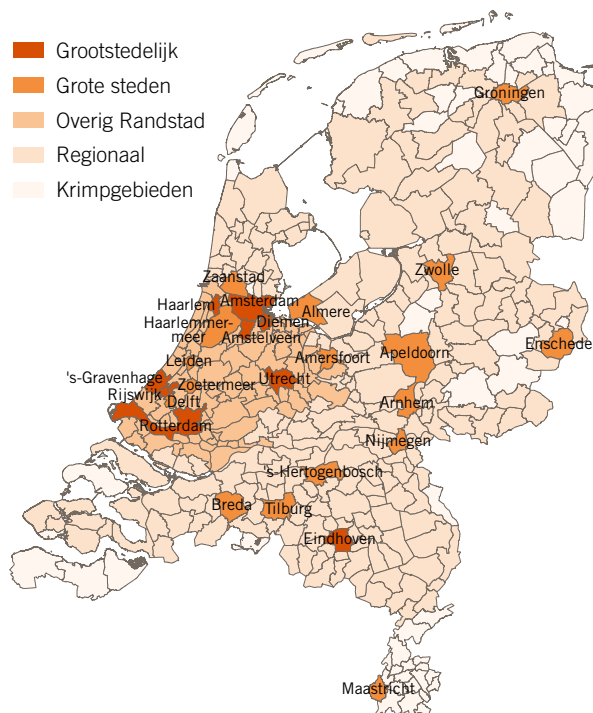 Grootstedelijk
Grote steden
Overig Randstad
Regionaal
Krimpgebieden
Groningen
Zwolle
Zaanstad
Haarlem
Amsterdam
Almere
Haarlemmer-
meer
Diemen
Amstelveen
Enschede
Amersfoort
Apeldoorn
Leiden
's-Gravenhage
Zoetermeer
Utrecht
Rijswijk
Delft
Arnhem
Rotterdam
Nijmegen
's-Hertogenbosch
Breda
Tilburg
Eindhoven
Maastricht